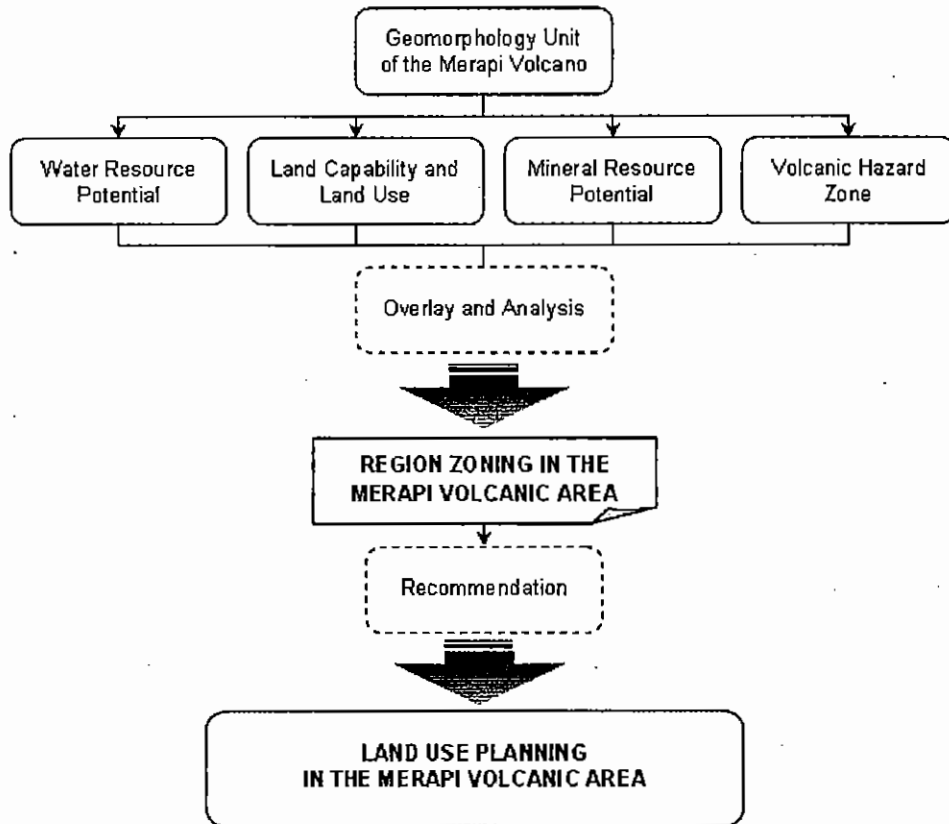 Geomorphology Unit
of the Merapi Volcano
Water Resource
Potential
Land Capability and
Land Use
Mineral Resource
Potential
Volcanic Hazard
Zone
Overlay and Analysis
REGION ZONING IN THE
MERAPI VOLCANIC AREA
Recommendation
LAND USE PLANNING
IN THE MERAPI VOLCANIC AREA